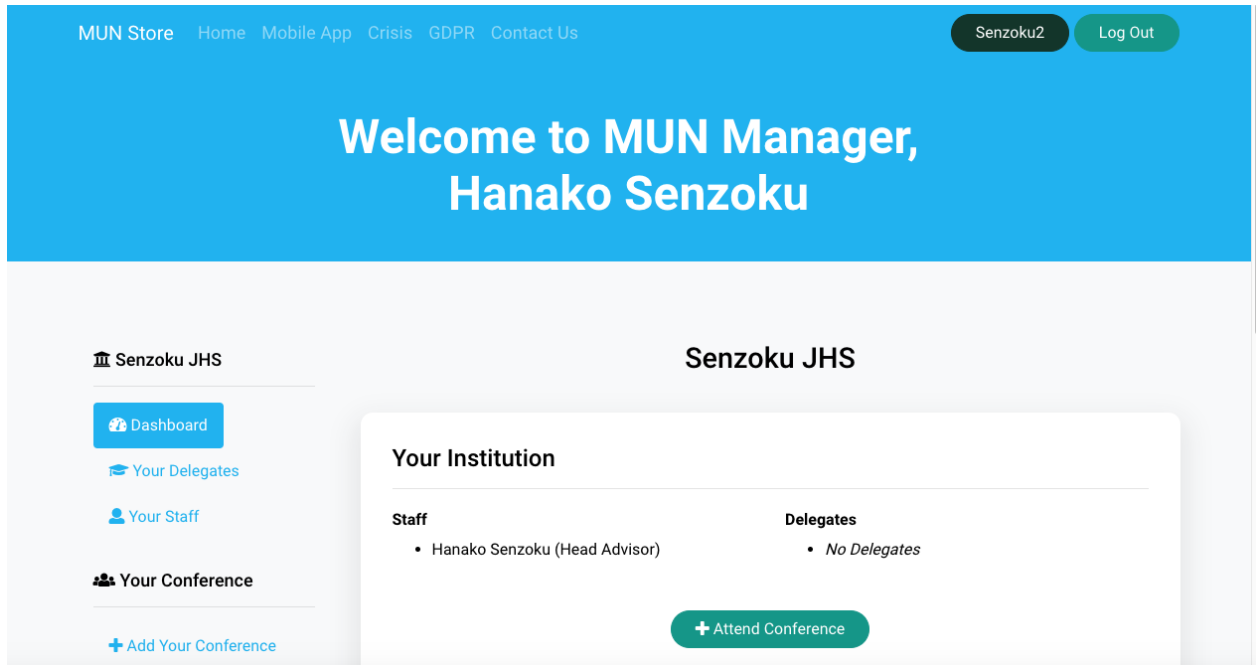 MUN Store Home Mobile App Crisis GDPR Contact Us Senzoku2 Log Out
Welcome to MUN Manager,
Hanako Senzoku
Senzoku JHS
Dashboard
Your Delegates
Your Staff
Your Conference
Add Your Conference
Senzoku JHS
Your Institution
Staff
Hanako Senzoku (Head Advisor)
Delegates
No Delegates
Attend Conference